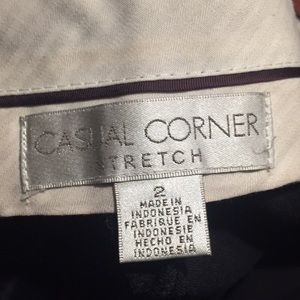 CASUAL CORNER
STRETCH
2
MADE IN
INDONESIA
FABRIQUE EN
INDONESIE
HECHO EN
INDONESIA